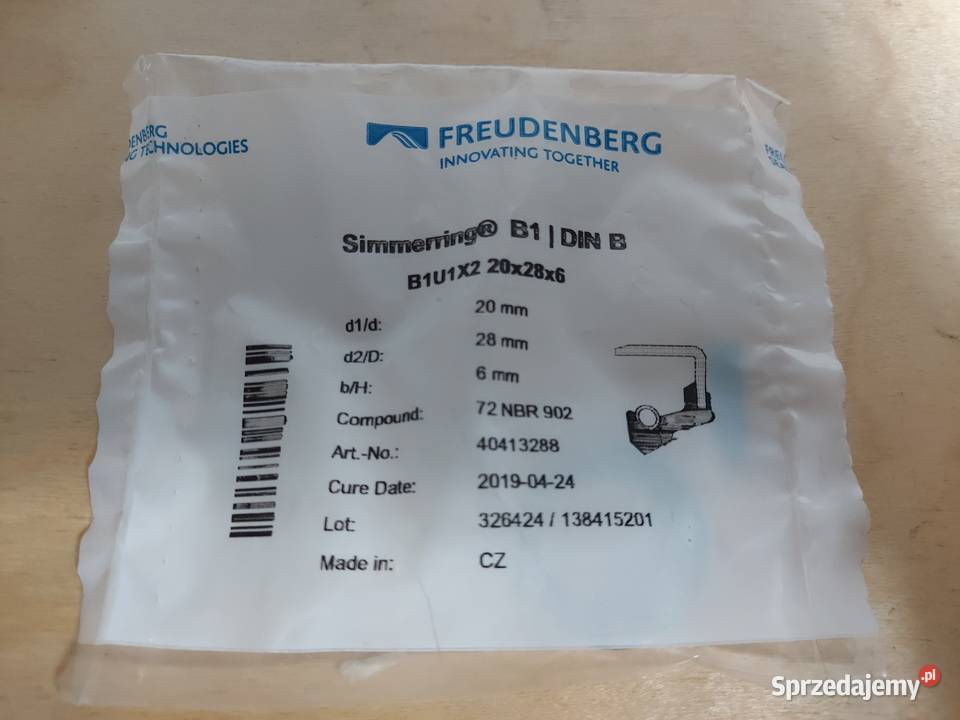 FREUDENBERG
INNOVATING TOGETHER
TECHNOLOGIES
Simmerring® B1 | DIN B
B1U1X2 20x28x6
d1/d: 20 mm
d2/D: 28 mm
b/H: 6 mm
Compound: 72 NBR 902
Art.-No.: 40413288
Cure Date: 2019-04-24
Lot: 326424 / 138415201
Made in: CZ
Sprzedajemy.pl